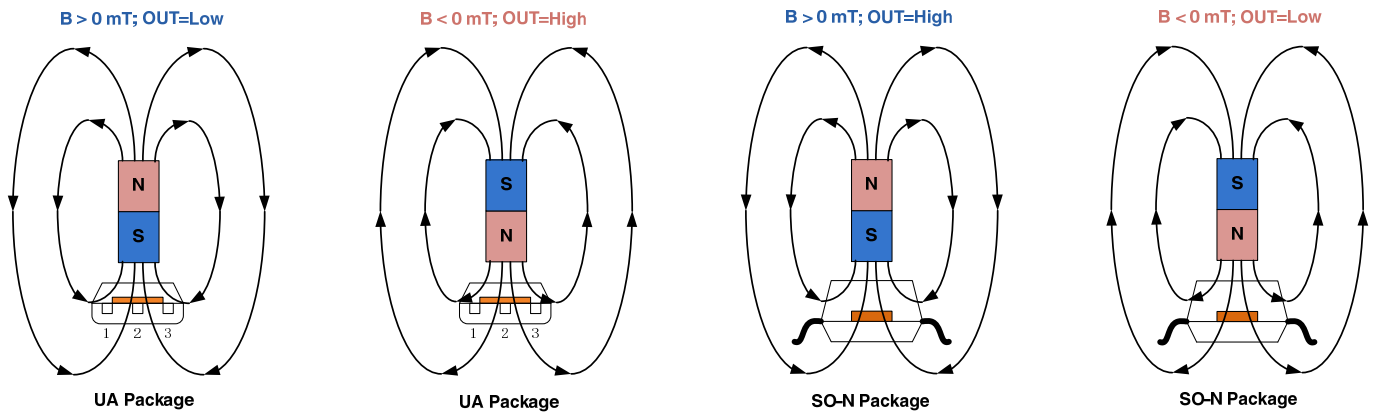 B > 0 mT; OUT=Low
B < 0 mT; OUT=High
B > 0 mT; OUT=High
B < 0 mT; OUT=Low
N
S
S
N
N
S
S
N
1 2 3
1 2 3
UA Package
UA Package
SO-N Package
SO-N Package